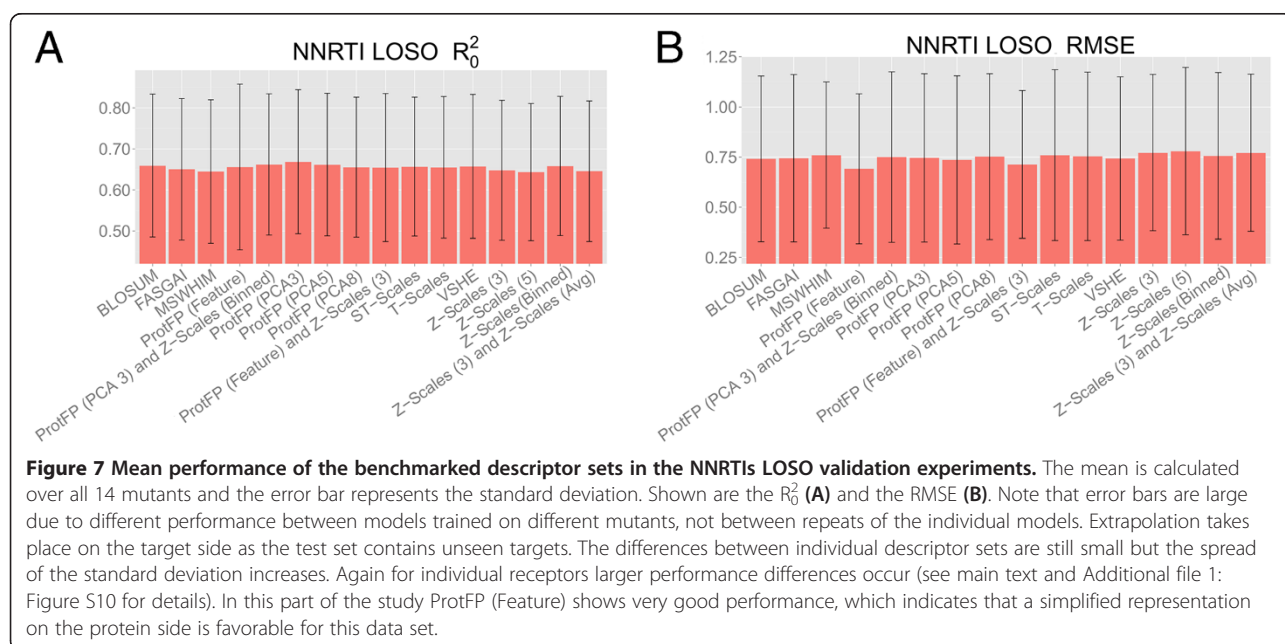 A
NNRTI LOSO R₀²
0.80
0.70
0.60
0.50
BLOSUM
FASGAI
MSWHIM
ProtFP (Feature)
ProtFP (PCA 3) and Z−Scales (Binned)
ProtFP (PCA3)
ProtFP (PCA5)
ProtFP (PCA8)
ProtFP (Feature) and Z−Scales (3)
ST−Scales
T−Scales
VSHE
Z−Scales (3)
Z−Scales (5)
Z−Scales(Binned)
Z−Scales (3) and Z−Scales (Avg)
B
NNRTI LOSO RMSE
1.25
1.00
0.75
0.50
0.25
BLOSUM
FASGAI
MSWHIM
ProtFP (Feature)
ProtFP (PCA 3) and Z−Scales (Binned)
ProtFP (PCA3)
ProtFP (PCA5)
ProtFP (PCA8)
ProtFP (Feature) and Z−Scales (3)
ST−Scales
T−Scales
VSHE
Z−Scales (3)
Z−Scales (5)
Z−Scales(Binned)
Z−Scales (3) and Z−Scales (Avg)
Figure 7 Mean performance of the benchmarked descriptor sets in the NNRTIs LOSO validation experiments. The mean is calculated
over all 14 mutants and the error bar represents the standard deviation. Shown are the R₀² (A) and the RMSE (B). Note that error bars are large
due to different performance between models trained on different mutants, not between repeats of the individual models. Extrapolation takes
place on the target side as the test set contains unseen targets. The differences between individual descriptor sets are still small but the spread
of the standard deviation increases. Again for individual receptors larger performance differences occur (see main text and Additional file 1:
Figure S10 for details). In this part of the study ProtFP (Feature) shows very good performance, which indicates that a simplified representation
on the protein side is favorable for this data set.